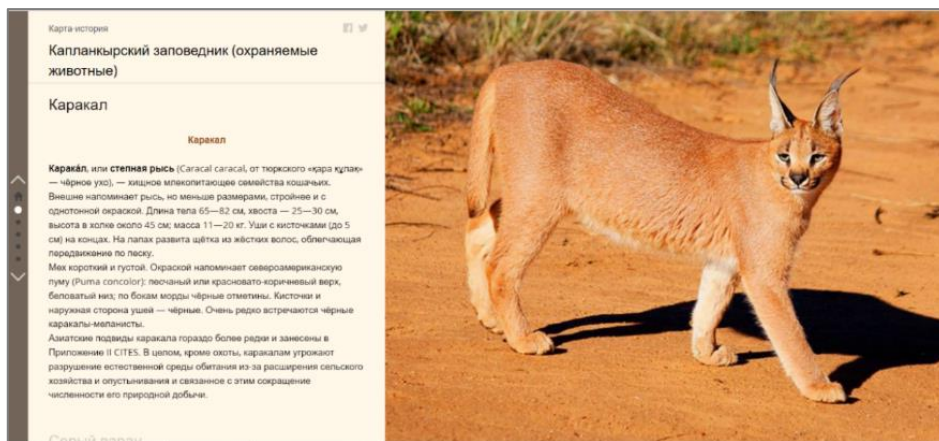 Карта-история
Капланкырский заповедник (охраняемые
животные)
Каракал
Каракал
Карака́л, или степная рысь (Caracal caracal, от тюркского «қара құлақ»
— чёрное ухо), — хищное млекопитающее семейства кошачьих.
Внешне напоминает рысь, но меньше размерами, стройнее и с
однотонной окраской. Длина тела 65—82 см, хвоста — 25—30 см,
высота в холке около 45 см; масса 11—20 кг. Уши с кисточками (до 5
см) на концах. На лапах развита щётка из жёстких волос, облегчающая
передвижение по песку.
Мех короткий и густой. Окраской напоминает североамериканскую
пуму (Puma concolor): песчаный или красновато-коричневый верх,
беловатый низ; по бокам морды чёрные отметины. Кисточки и
наружная сторона ушей — чёрные. Очень редко встречаются чёрные
каракалы-меланисты.
Азиатские подвиды каракала гораздо более редки и занесены в
Приложение II CITES. В целом, кроме охоты, каракалам угрожают
разрушение естественной среды обитания из-за расширения сельского
хозяйства и опустынивания и связанное с этим сокращение
численности его природной добычи.
Серый варан